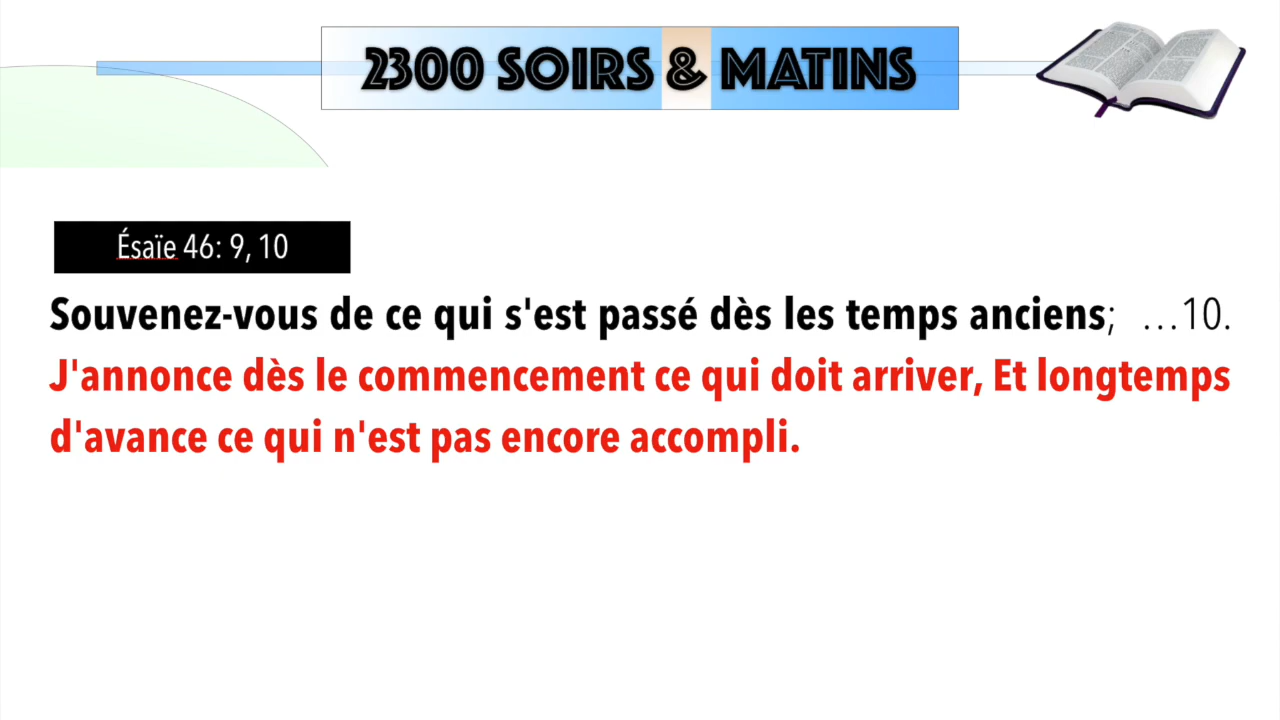 2300 SOIRS & MATINS
Ésaïe 46: 9, 10
Souvenez-vous de ce qui s'est passé dès les temps anciens; ...10.
J'annonce dès le commencement ce qui doit arriver, Et longtemps
d'avance ce qui n'est pas encore accompli.